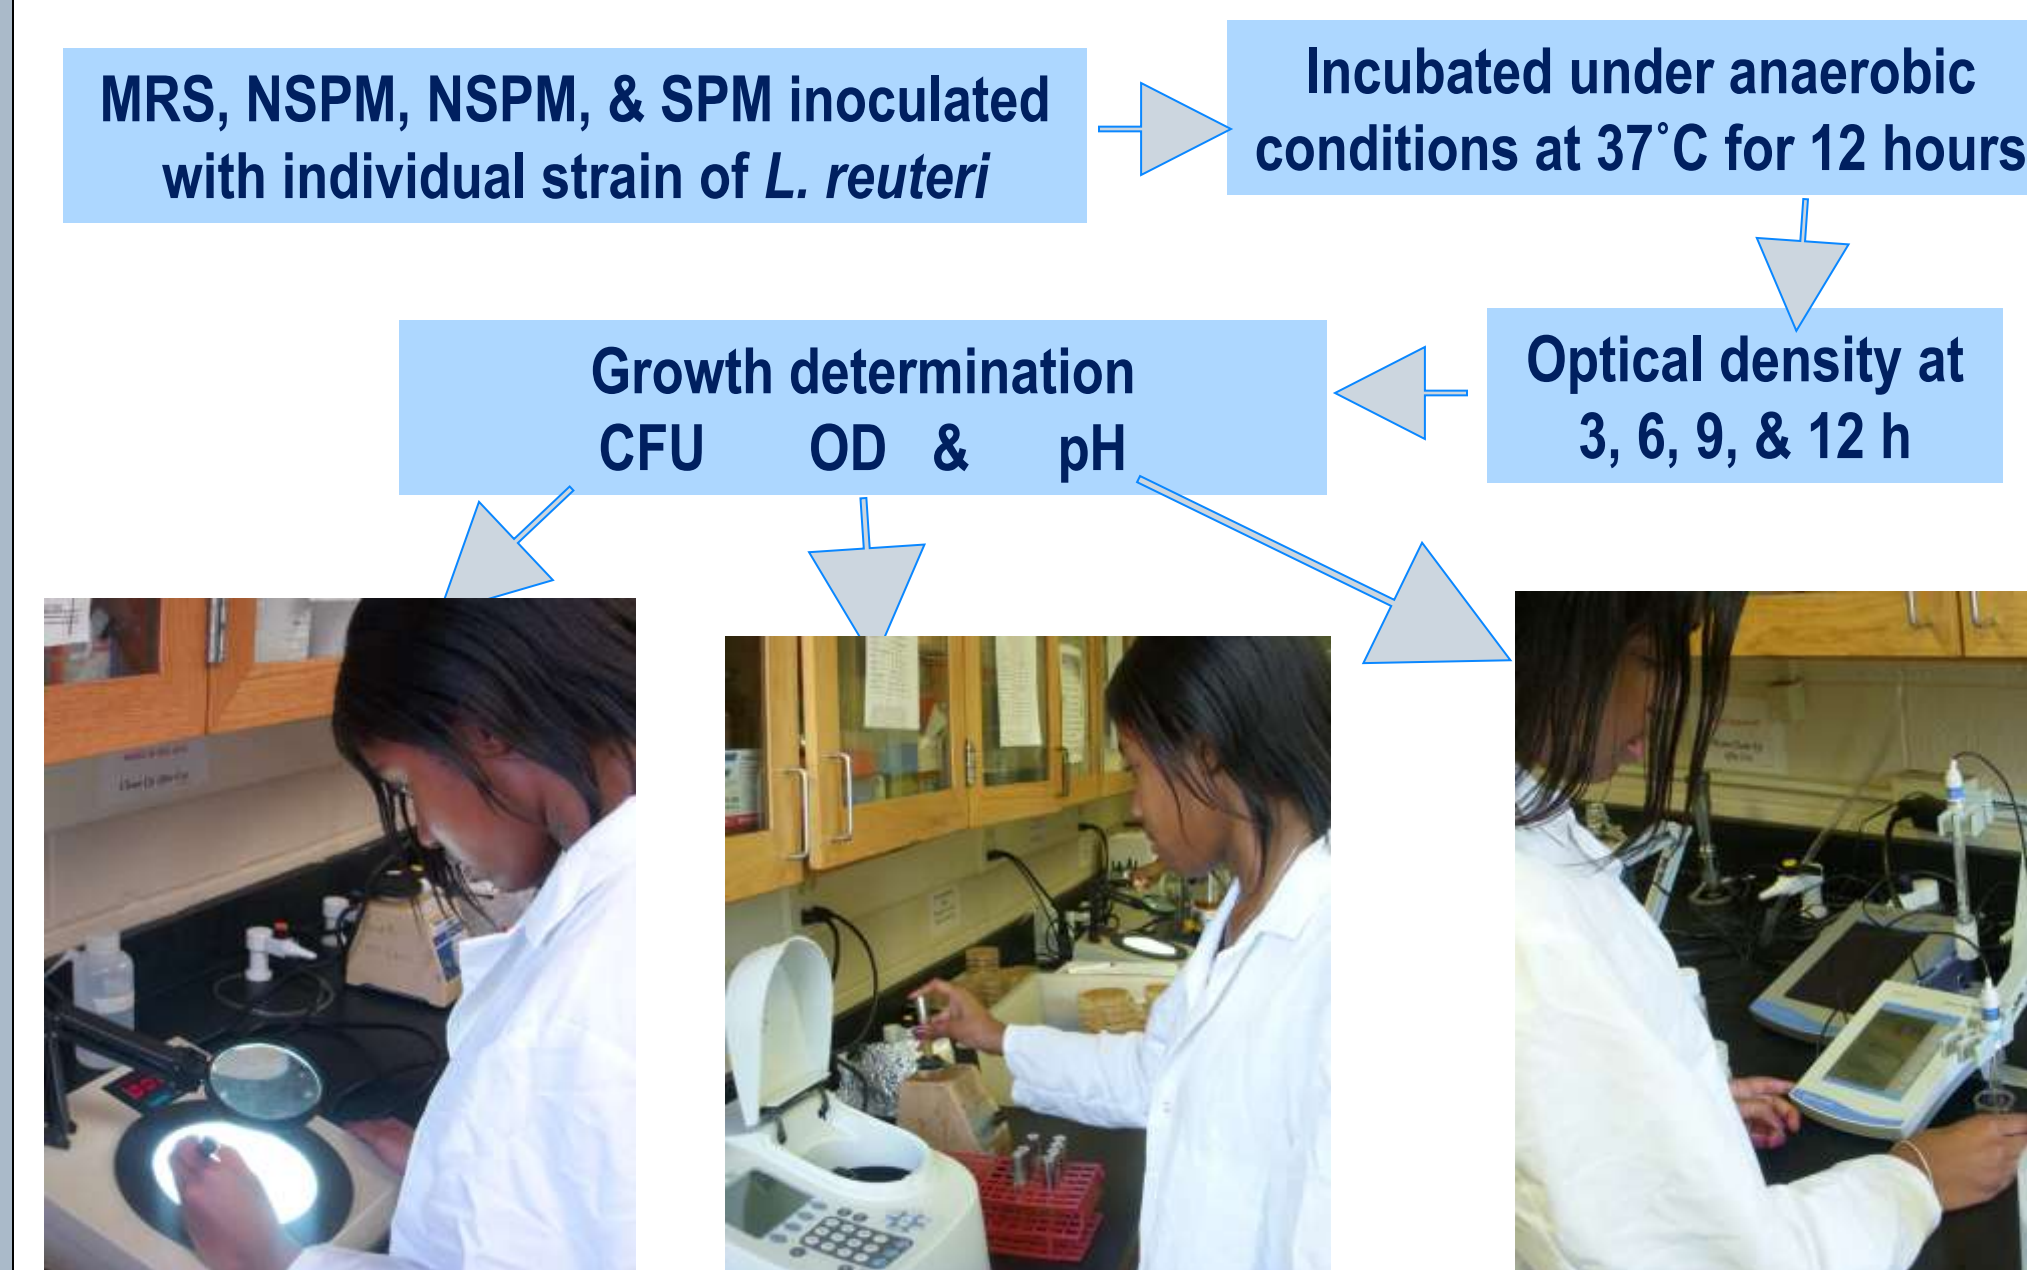 MRS, NSPM, NSPM, & SPM inoculated
with individual strain of L. reuteri
Incubated under anaerobic
conditions at 37˚C for 12 hours
Optical density at
3, 6, 9, & 12 h
Growth determination
CFU OD & pH